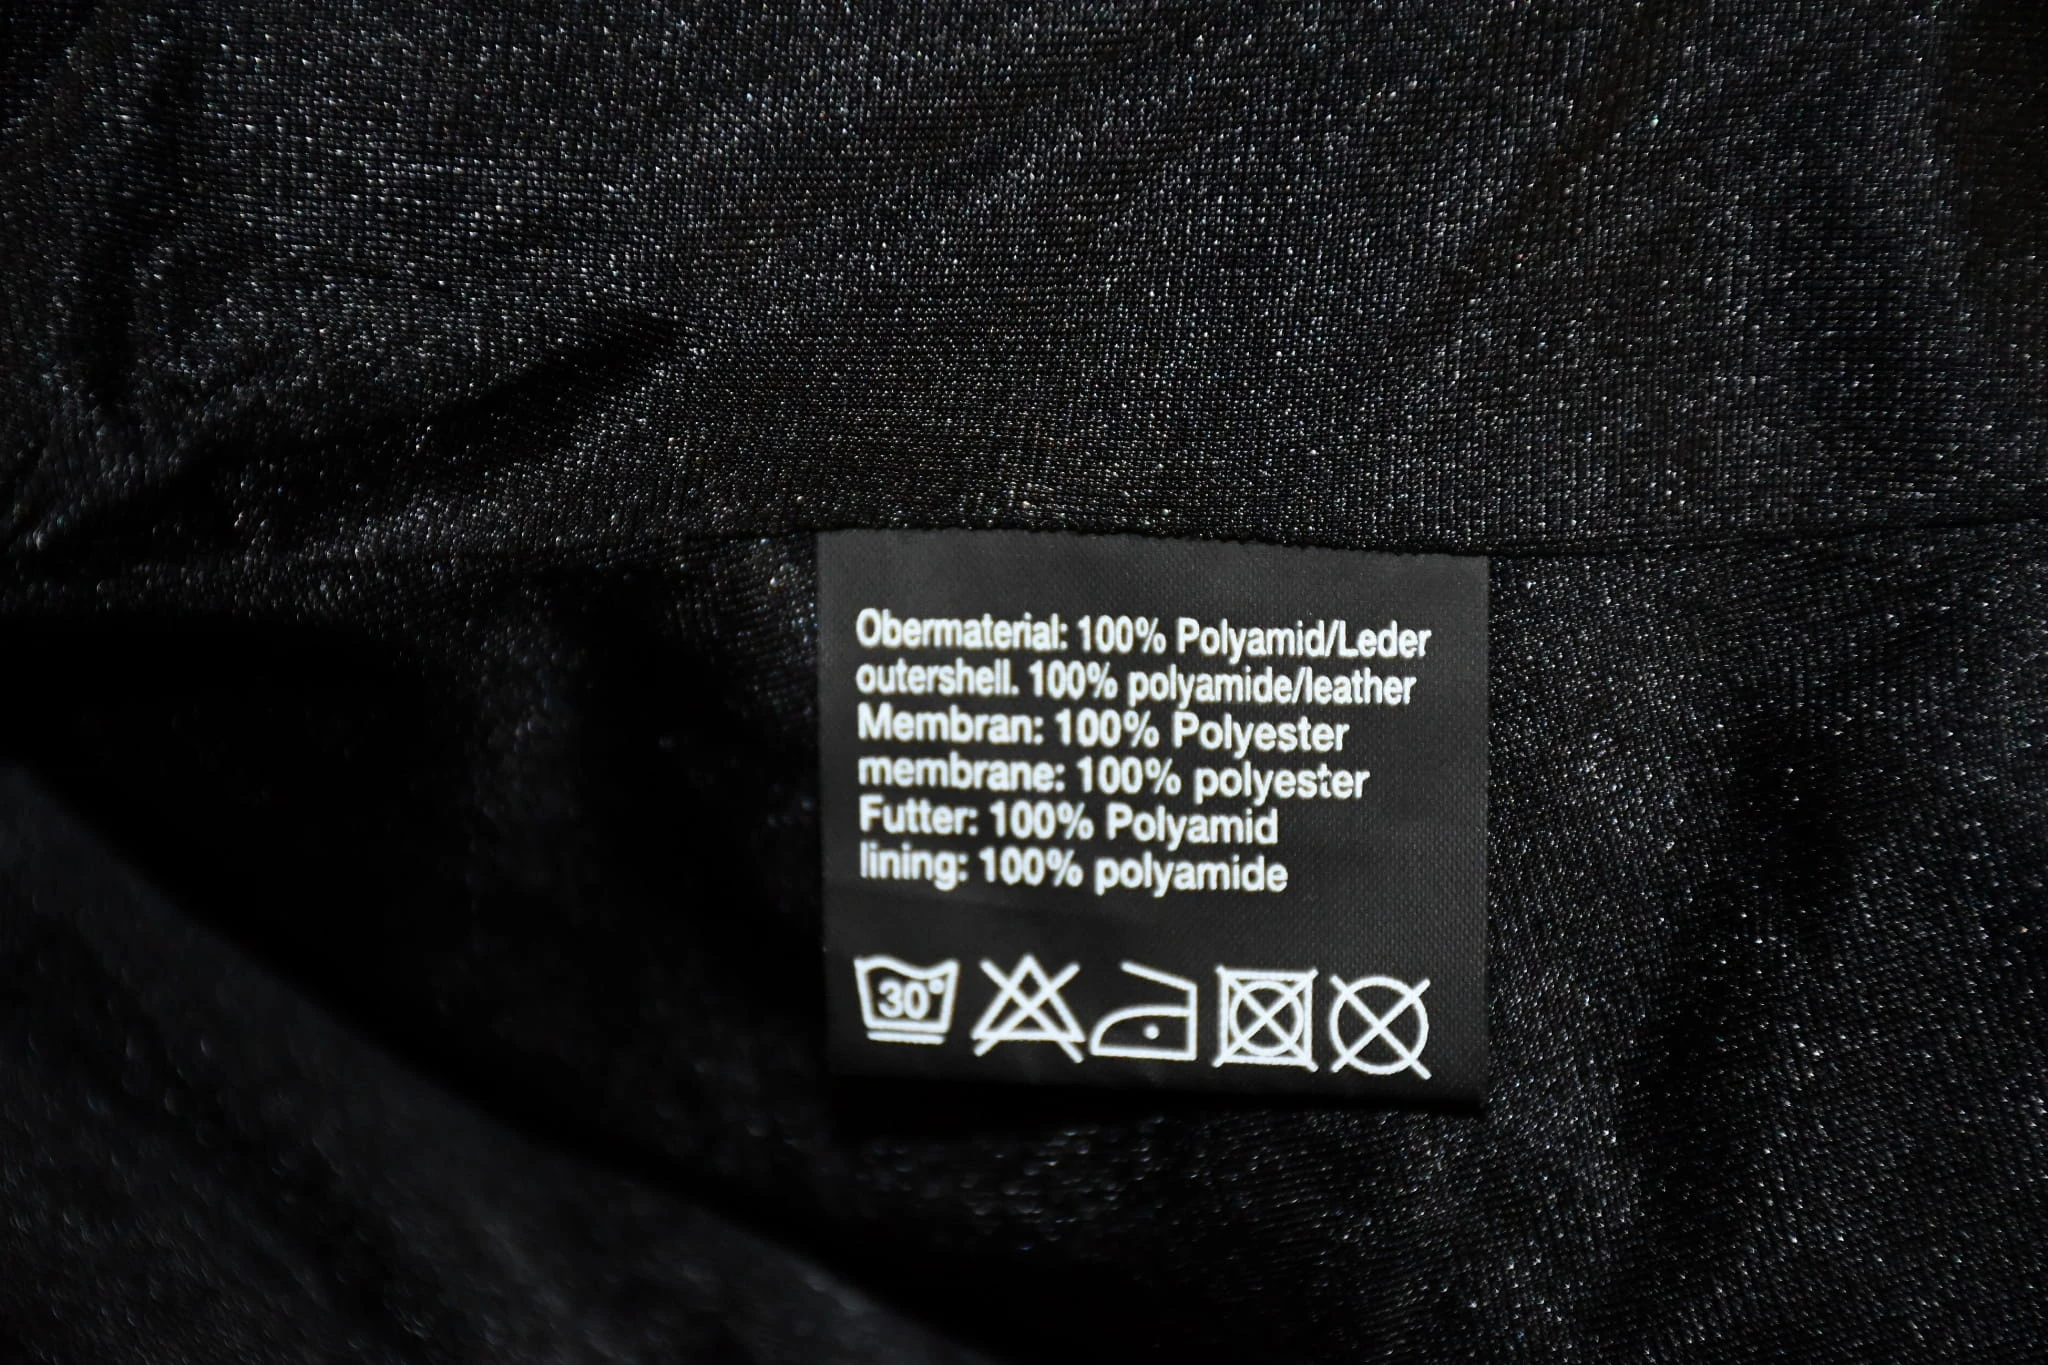 Obermaterial: 100% Polyamid/Leder
outershell. 100% polyamide/leather
Membran: 100% Polyester
membrane: 100% polyester
Futter: 100% Polyamid
lining: 100% polyamide
30°